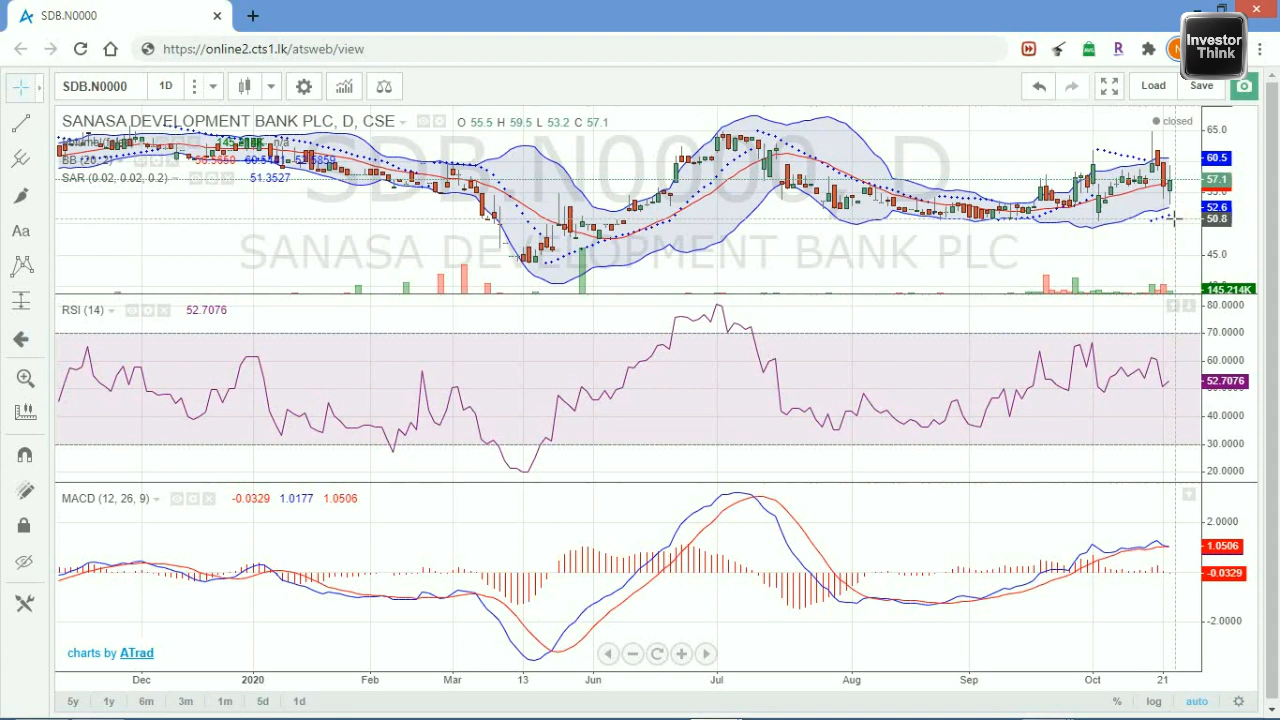 SDB.N0000
https://online2.cts1.lk/atsweb/view
Investor
Think
SDB.N0000 1D Load Save
SANASA DEVELOPMENT BANK PLC, D, CSE O 55.5 H 59.5 L 53.2 C 57.1
closed
BB (20, 2)
SAR (0.02, 0.02, 0.2) 51.3527
SDB.N0000, D
SANASA DEVELOPMENT BANK PLC
65.0
60.5
57.1
52.6
50.8
45.0
145.214K
RSI (14) 52.7076
80.0000
70.0000
60.0000
52.7076
40.0000
30.0000
20.0000
MACD (12, 26, 9) -0.0329 1.0177 1.0506
2.0000
1.0506
-0.0329
-2.0000
charts by ATrad
Dec 2020 Feb Mar 13 Jun Jul Aug Sep Oct 21
5y 1y 6m 3m 1m 5d 1d % log auto